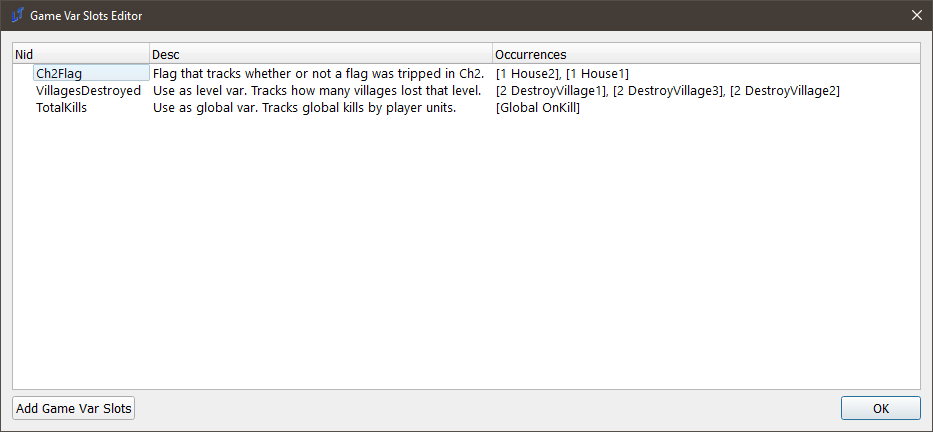 Game Var Slots Editor
Nid Desc Occurrences
Ch2Flag Flag that tracks whether or not a flag was tripped in Ch2. [1 House2], [1 House1]
VillagesDestroyed Use as level var. Tracks how many villages lost that level. [2 DestroyVillage1], [2 DestroyVillage3], [2 DestroyVillage2]
TotalKills Use as global var. Tracks global kills by player units. [Global OnKill]
Add Game Var Slots OK